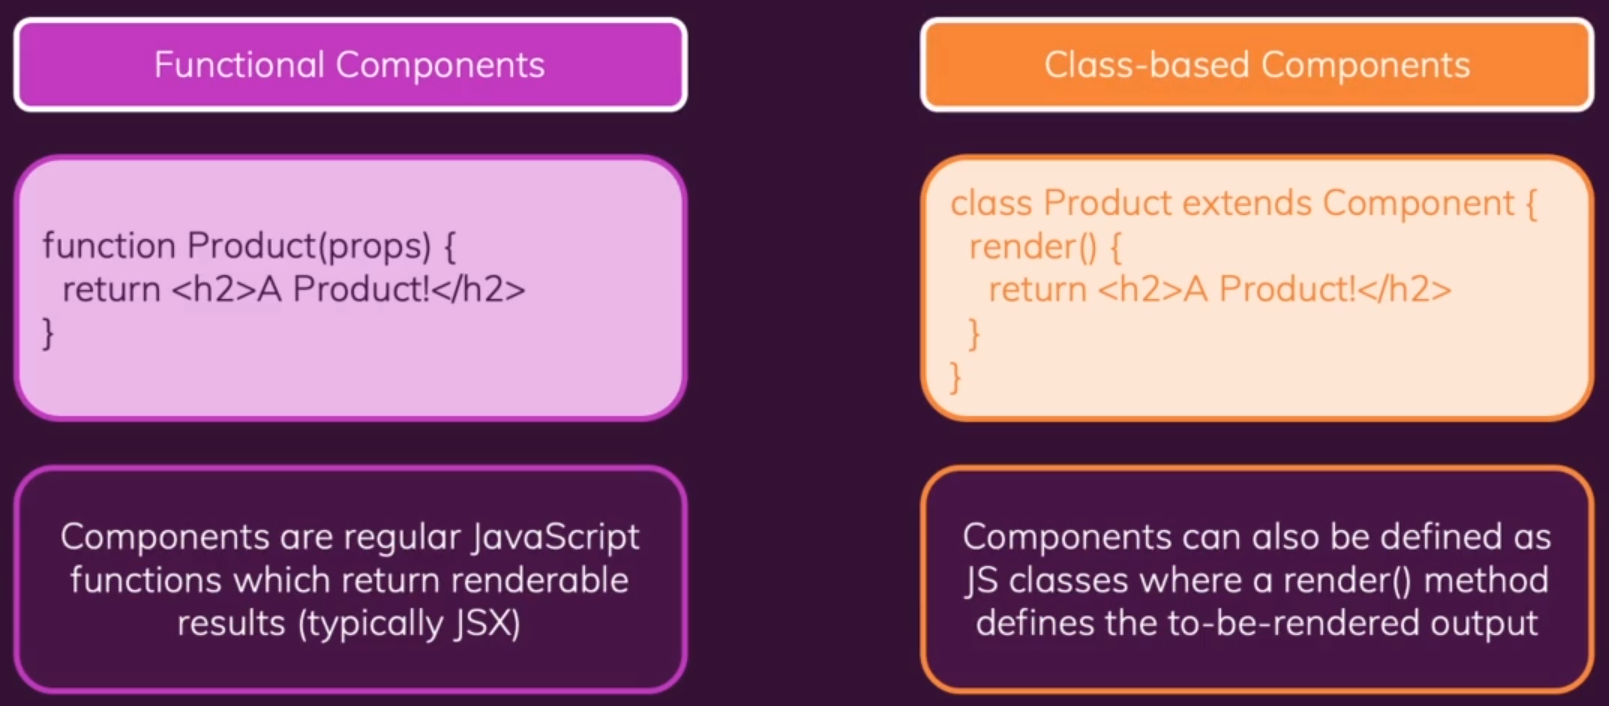 Functional Components
function Product(props) {
return <h2>A Product!</h2>
}
Components are regular JavaScript
functions which return renderable
results (typically JSX)
Class-based Components
class Product extends Component {
render() {
return <h2>A Product!</h2>
}
}
Components can also be defined as
JS classes where a render() method
defines the to-be-rendered output